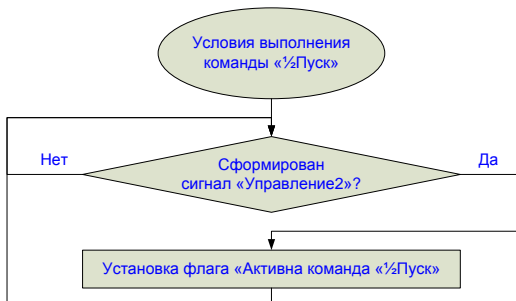 Условия выполнения
команды «½Пуск»
Нет
Да
Сформирован
сигнал «Управление2»?
Установка флага «Активна команда «½Пуск»